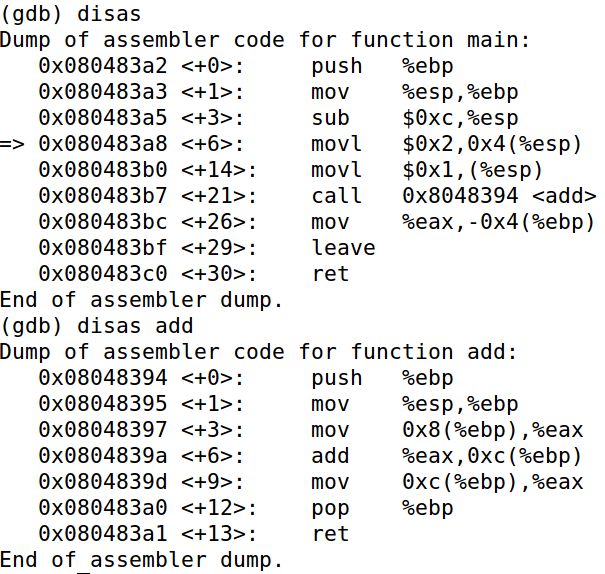 (gdb) disas
Dump of assembler code for function main:
   0x080483a2 <+0>:     push   %ebp
   0x080483a3 <+1>:     mov    %esp,%ebp
   0x080483a5 <+3>:     sub    $0xc,%esp
=> 0x080483a8 <+6>:     movl   $0x2,0x4(%esp)
   0x080483b0 <+14>:    movl   $0x1,(%esp)
   0x080483b7 <+21>:    call   0x8048394 <add>
   0x080483bc <+26>:    mov    %eax,-0x4(%ebp)
   0x080483bf <+29>:    leave
   0x080483c0 <+30>:    ret
End of assembler dump.
(gdb) disas add
Dump of assembler code for function add:
   0x08048394 <+0>:     push   %ebp
   0x08048395 <+1>:     mov    %esp,%ebp
   0x08048397 <+3>:     mov    0x8(%ebp),%eax
   0x0804839a <+6>:     add    %eax,0xc(%ebp)
   0x0804839d <+9>:     mov    0xc(%ebp),%eax
   0x080483a0 <+12>:    pop    %ebp
   0x080483a1 <+13>:    ret
End of assembler dump.